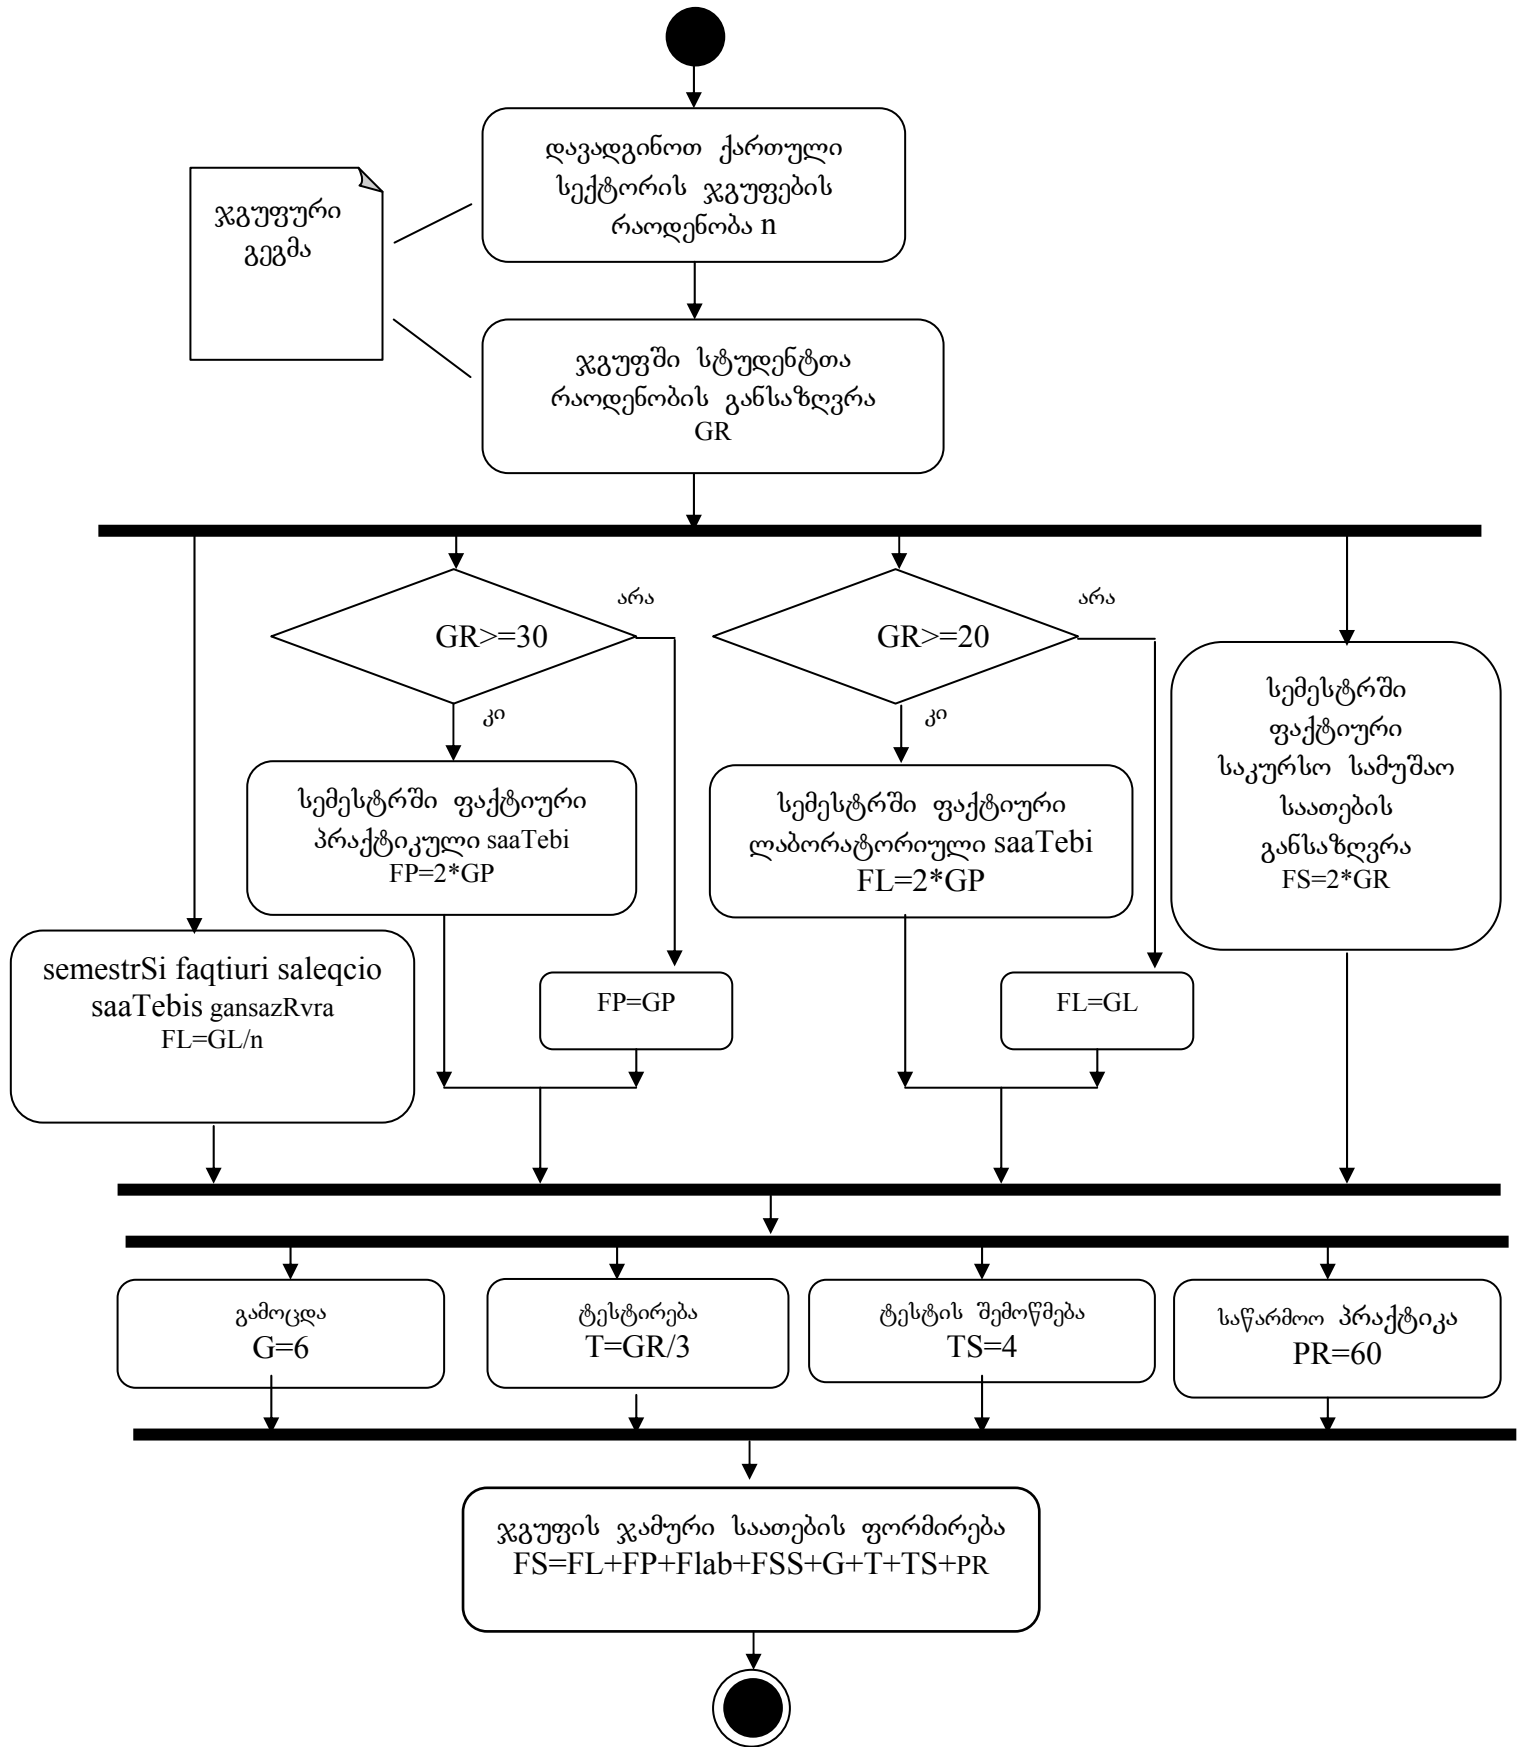 დავადგინოთ ქართული
სექტორის ჯგუფების
რაოდენობა n
ჯგუფური
გეგმა
ჯგუფში სტუდენტთა
რაოდენობის განსაზღვრა
GR
GR>=30
არა
კი
GR>=20
არა
კი
სემესტრში ფაქტიური
პრაქტიკული saaTebi
FP=2*GP
სემესტრში ფაქტიური
ლაბორატორიული saaTebi
FL=2*GP
სემესტრში
ფაქტიური
საკურსო სამუშაო
საათების
განსაზღვრა
FS=2*GR
semestrSi faqtiuri saleqcio
saaTebis gansazRvra
FL=GL/n
FP=GP
FL=GL
გამოცდა
G=6
ტესტირება
T=GR/3
ტესტის შემოწმება
TS=4
საწარმოო პრაქტიკა
PR=60
ჯგუფის ჯამური საათების ფორმირება
FS=FL+FP+Flab+FSS+G+T+TS+PR